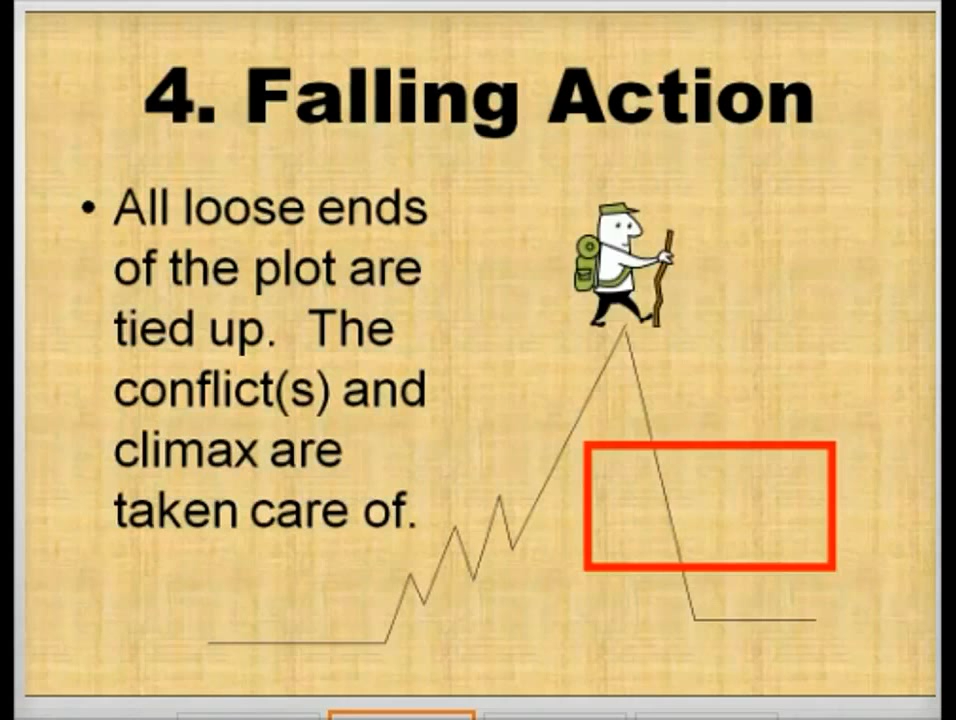 4. Falling Action
• All loose ends
of the plot are
tied up.  The
conflict(s) and
climax are
taken care of.